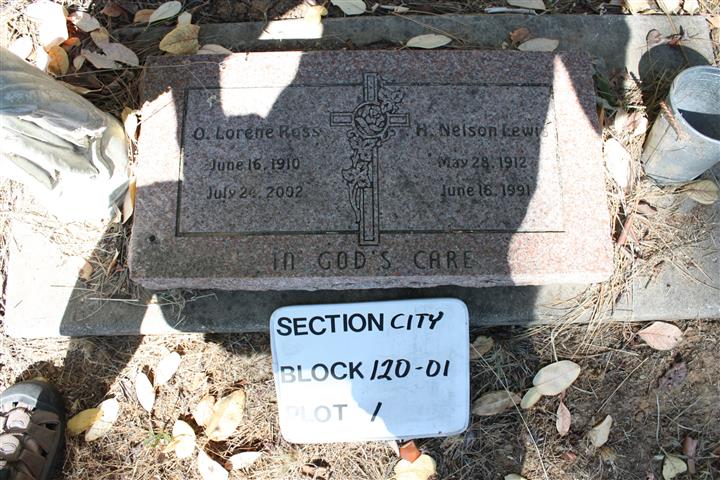 O. Lorene Ross
June 16, 1910
July 24, 2002
H. Nelson Lewis
May 28, 1912
June 16, 1991
IN GOD'S CARE
SECTION CITY
BLOCK 120-01
PLOT 1